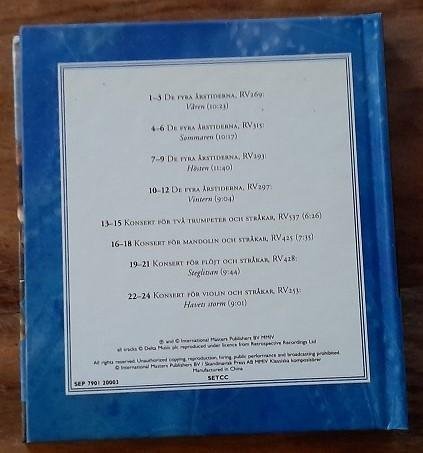 1–3 De fyra årstiderna, RV269:
Våren (10:23)
4–6 De fyra årstiderna, RV315:
Sommaren (10:17)
7–9 De fyra årstiderna, RV293:
Hösten (11:40)
10–12 De fyra årstiderna, RV297:
Vintern (9:04)
13–15 Konsert för två trumpeter och stråkar, RV537 (6:26)
16–18 Konsert för mandolin och stråkar, RV425 (7:35)
19–21 Konsert för flöjt och stråkar, RV428:
Steglitsan (9:44)
22–24 Konsert för violin och stråkar, RV253:
Havets storm (9:01)
℗ and © International Masters Publishers BV MMIV
all tracks © Delta Music plc reproduced under licence from Retrospective Recordings Ltd
All rights reserved. Unauthorized copying, reproduction, hiring, public performance and broadcasting prohibited.
© International Masters Publishers BV / Skandinavisk Press AB MMIV Klassiska kompositörer
Manufactured in China
SEP 7901 20003
SETCC